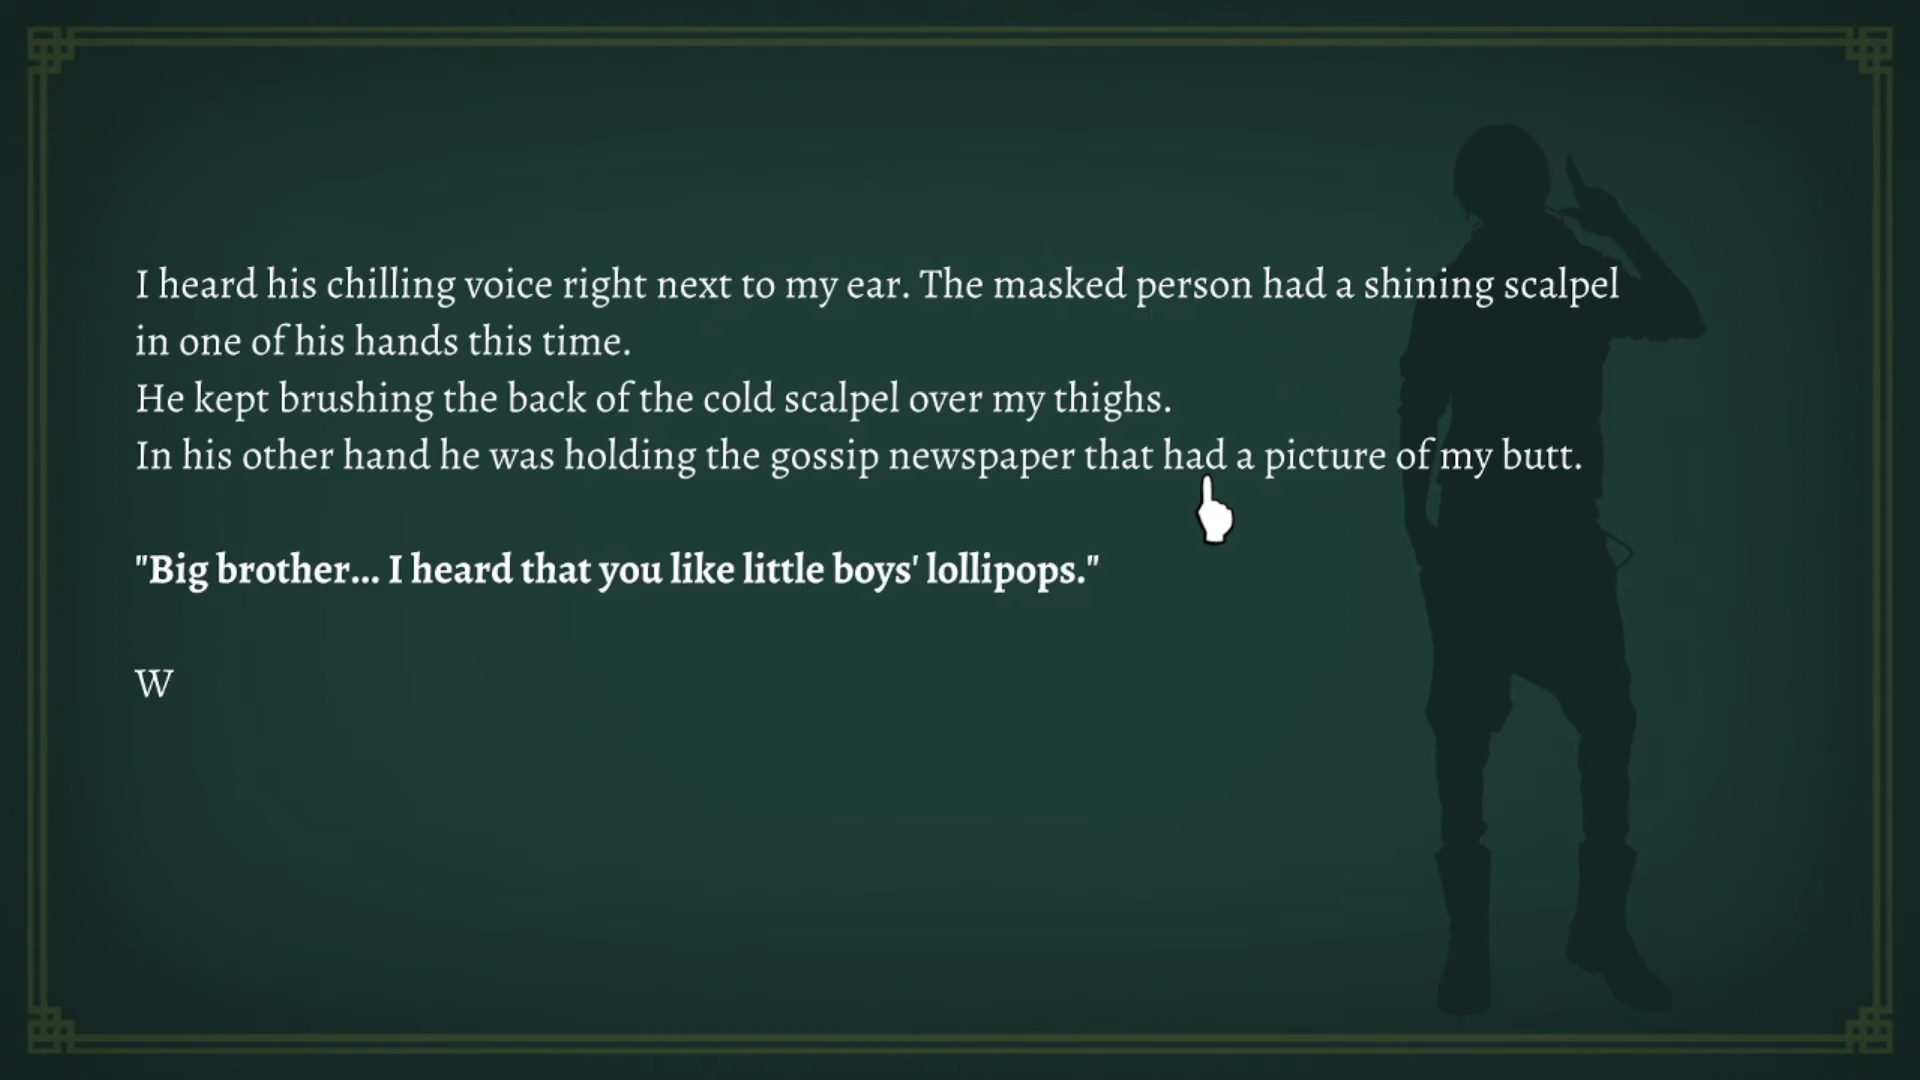 I heard his chilling voice right next to my ear. The masked person had a shining scalpel
in one of his hands this time.
He kept brushing the back of the cold scalpel over my thighs.
In his other hand he was holding the gossip newspaper that had a picture of my butt.
"Big brother... I heard that you like little boys' lollipops."
W